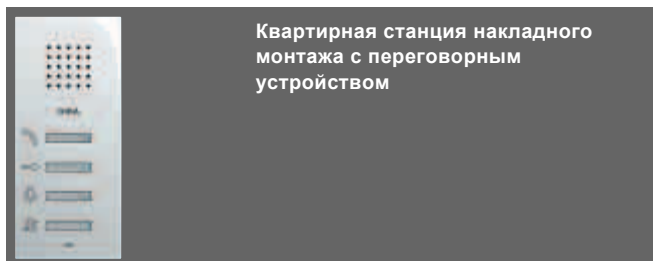 Квартирная станция накладного
монтажа с переговорным
устройством